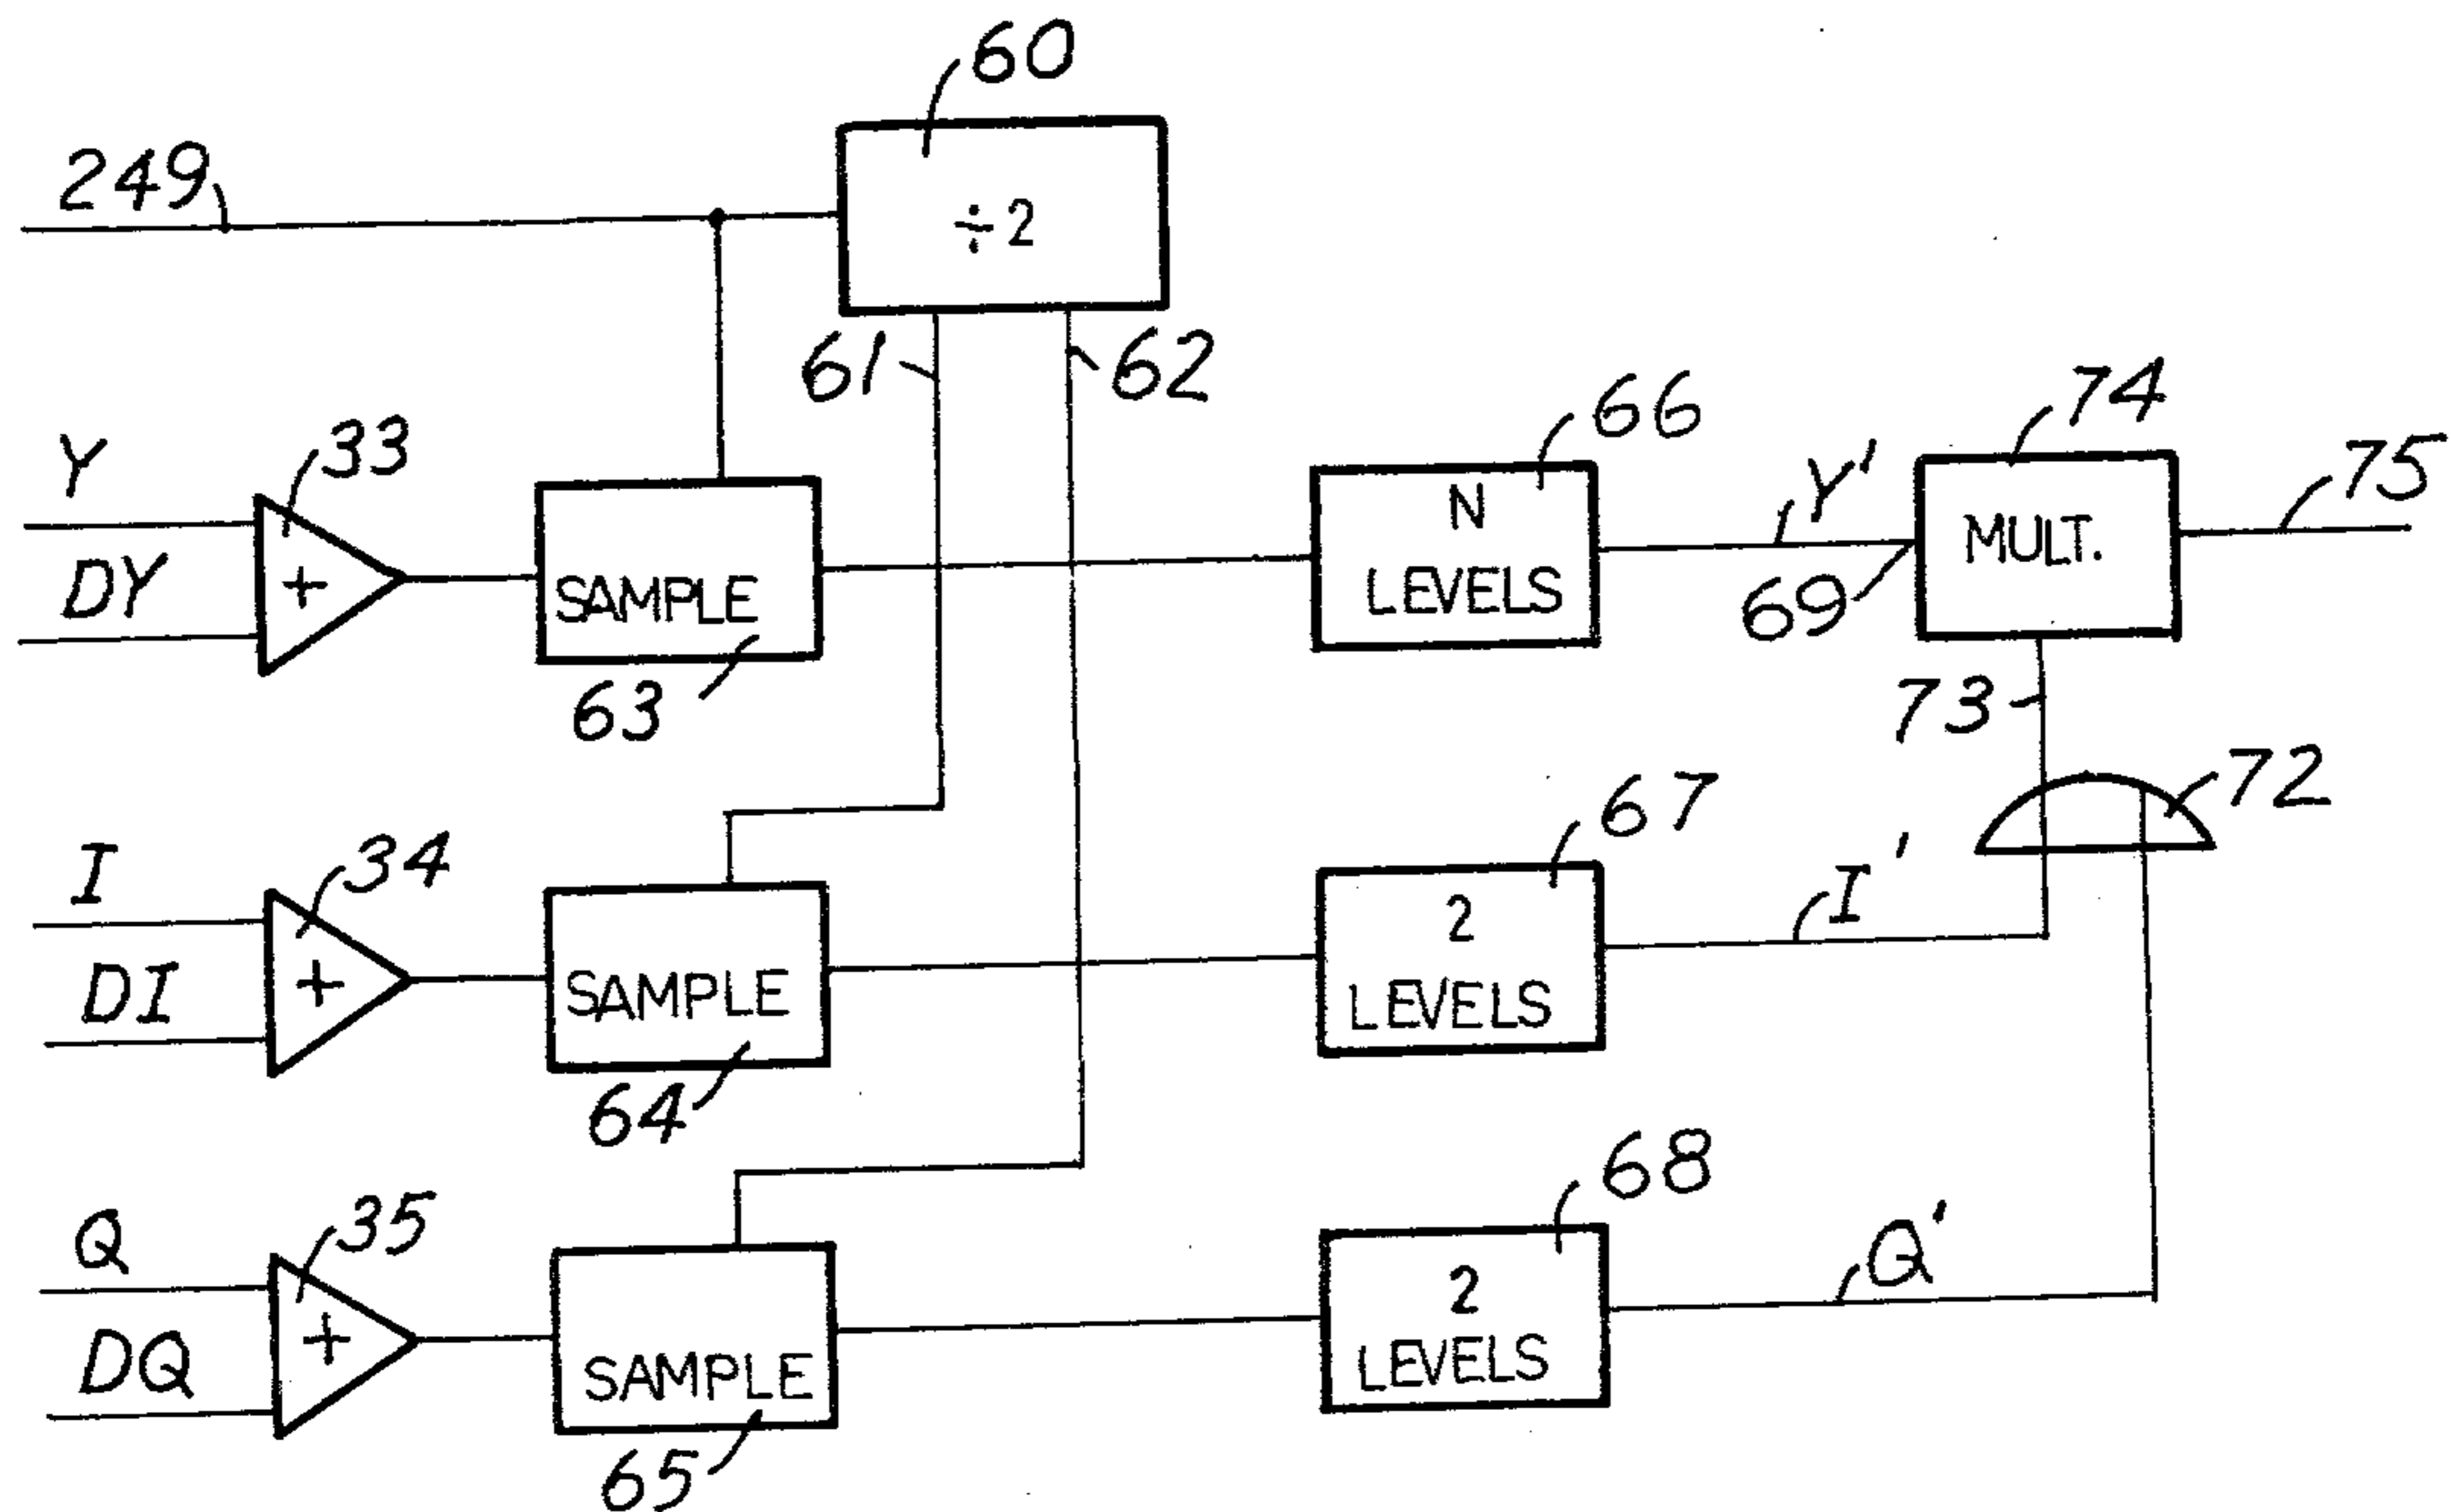 60
249
÷2
61
62
66
74
Y
33
N
LEVELS
Y'
MULT.
75
DY
+
SAMPLE
69
63
73
72
I
34
67
2
LEVELS
I'
DI
+
SAMPLE
64
68
Q
35
2
LEVELS
Q'
DQ
+
SAMPLE
65